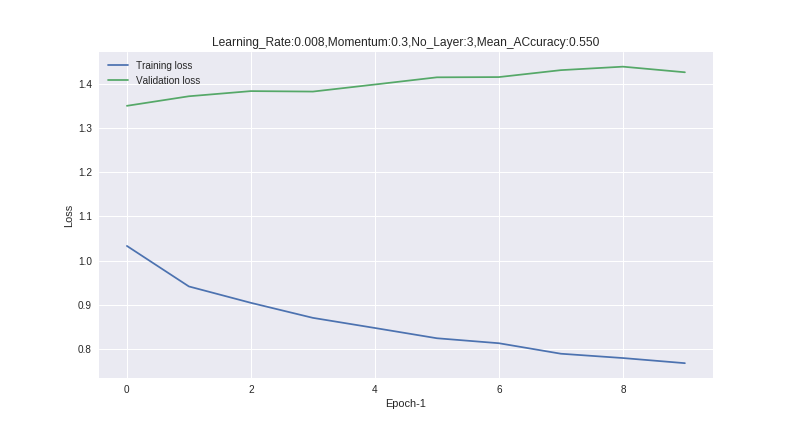 Learning_Rate:0.008,Momentum:0.3,No_Layer:3,Mean_ACcuracy:0.550
Training loss
Validation loss
1.4
1.3
1.2
1.1
1.0
0.9
0.8
Loss
0 2 4 6 8
Epoch-1